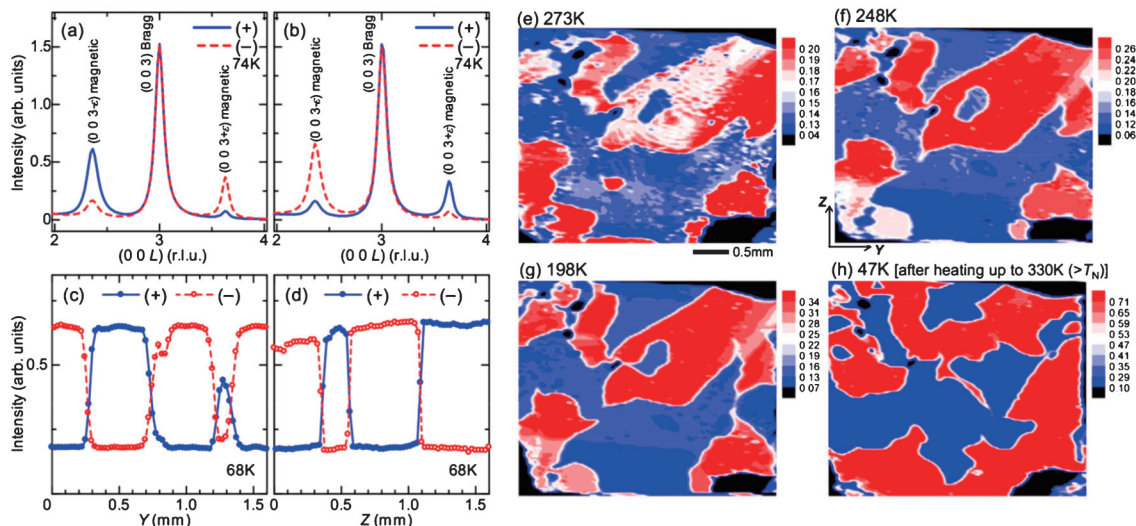 (a)
(+)
(−)
74K
(0 0 3-ε) magnetic
(0 0 3) Bragg
(0 0 3+ε) magnetic
Intensity (arb. units)
1.5
1.0
0.5
0
2
3
4
(0 0 L) (r.l.u.)
(b)
(+)
(−)
74K
(0 0 3-ε) magnetic
(0 0 3) Bragg
(0 0 3+ε) magnetic
2
3
4
(0 0 L) (r.l.u.)
(c)
(+)
(−)
Intensity (arb. units)
0.5
68K
0.0
0.5
1.0
1.5
Y (mm)
(d)
(+)
(−)
68K
0.0
0.5
1.0
1.5
Z (mm)
(e) 273K
0 20
0 19
0 18
0 17
0 16
0 15
0 14
0 13
0 04
0.5mm
(f) 248K
0 26
0 24
0 22
0 20
0 18
0 16
0 14
0 12
0 06
Z
Y
(g) 198K
0 34
0 31
0 28
0 25
0 22
0 19
0 16
0 13
0 07
(h) 47K [after heating up to 330K (>TN)]
0 71
0 65
0 59
0 53
0 47
0 41
0 35
0 29
0 10